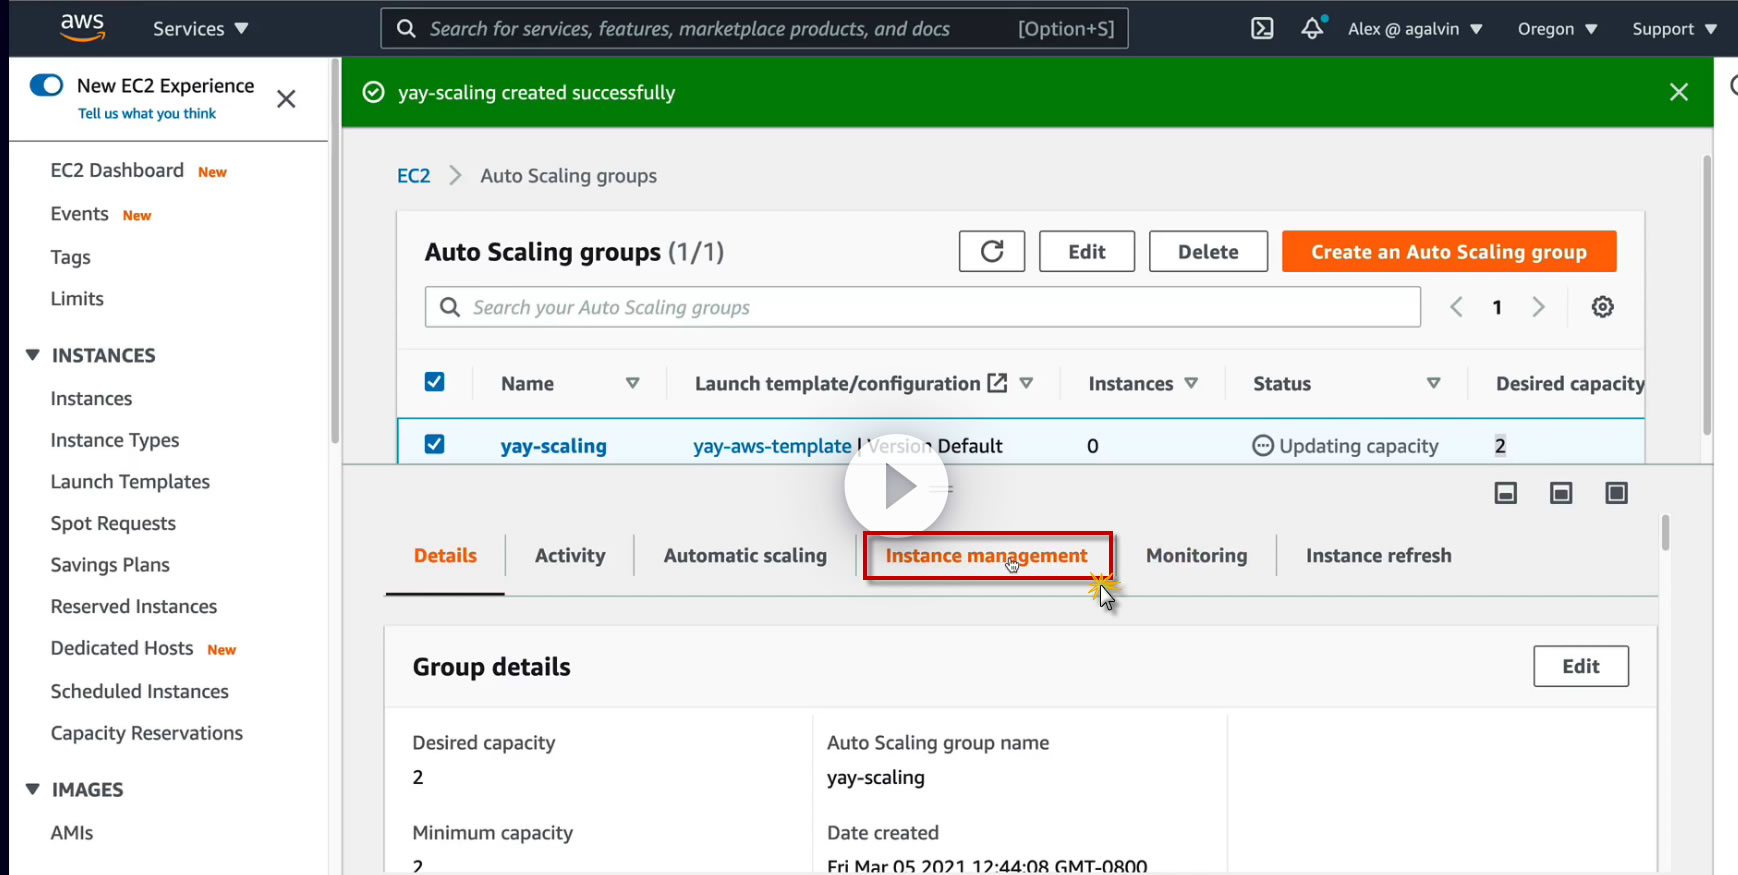 aws
Services
Search for services, features, marketplace products, and docs
[Option+S]
Alex @ agalvin
Oregon
Support
New EC2 Experience
Tell us what you think
yay-scaling created successfully
EC2 Dashboard New
Events New
Tags
Limits
INSTANCES
Instances
Instance Types
Launch Templates
Spot Requests
Savings Plans
Reserved Instances
Dedicated Hosts New
Scheduled Instances
Capacity Reservations
IMAGES
AMIs
EC2 > Auto Scaling groups
Auto Scaling groups (1/1)
Edit
Delete
Create an Auto Scaling group
Search your Auto Scaling groups
1
Name
Launch template/configuration
Instances
Status
Desired capacity
yay-scaling
yay-aws-template | Version Default
0
Updating capacity
2
Details
Activity
Automatic scaling
Instance management
Monitoring
Instance refresh
Group details
Edit
Desired capacity
2
Auto Scaling group name
yay-scaling
Minimum capacity
2
Date created
Fri Mar 05 2021 12:44:08 GMT-0800